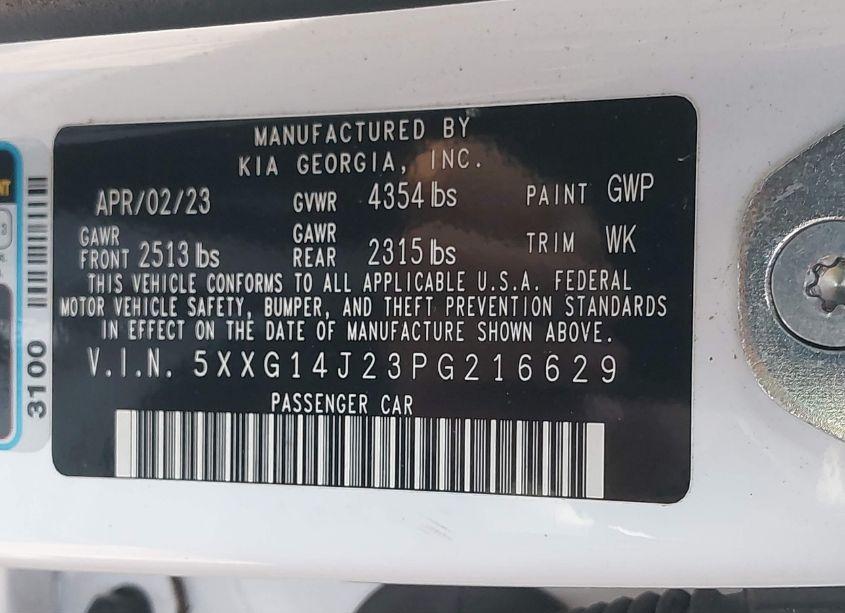 MANUFACTURED BY
KIA GEORGIA, INC.
APR/02/23 GVWR 4354 lbs PAINT GWP
GAWR FRONT 2513 lbs GAWR REAR 2315 lbs TRIM WK
THIS VEHICLE CONFORMS TO ALL APPLICABLE U.S.A. FEDERAL
MOTOR VEHICLE SAFETY, BUMPER, AND THEFT PREVENTION STANDARDS
IN EFFECT ON THE DATE OF MANUFACTURE SHOWN ABOVE.
V.I.N. 5XXG14J23PG216629
PASSENGER CAR
3100